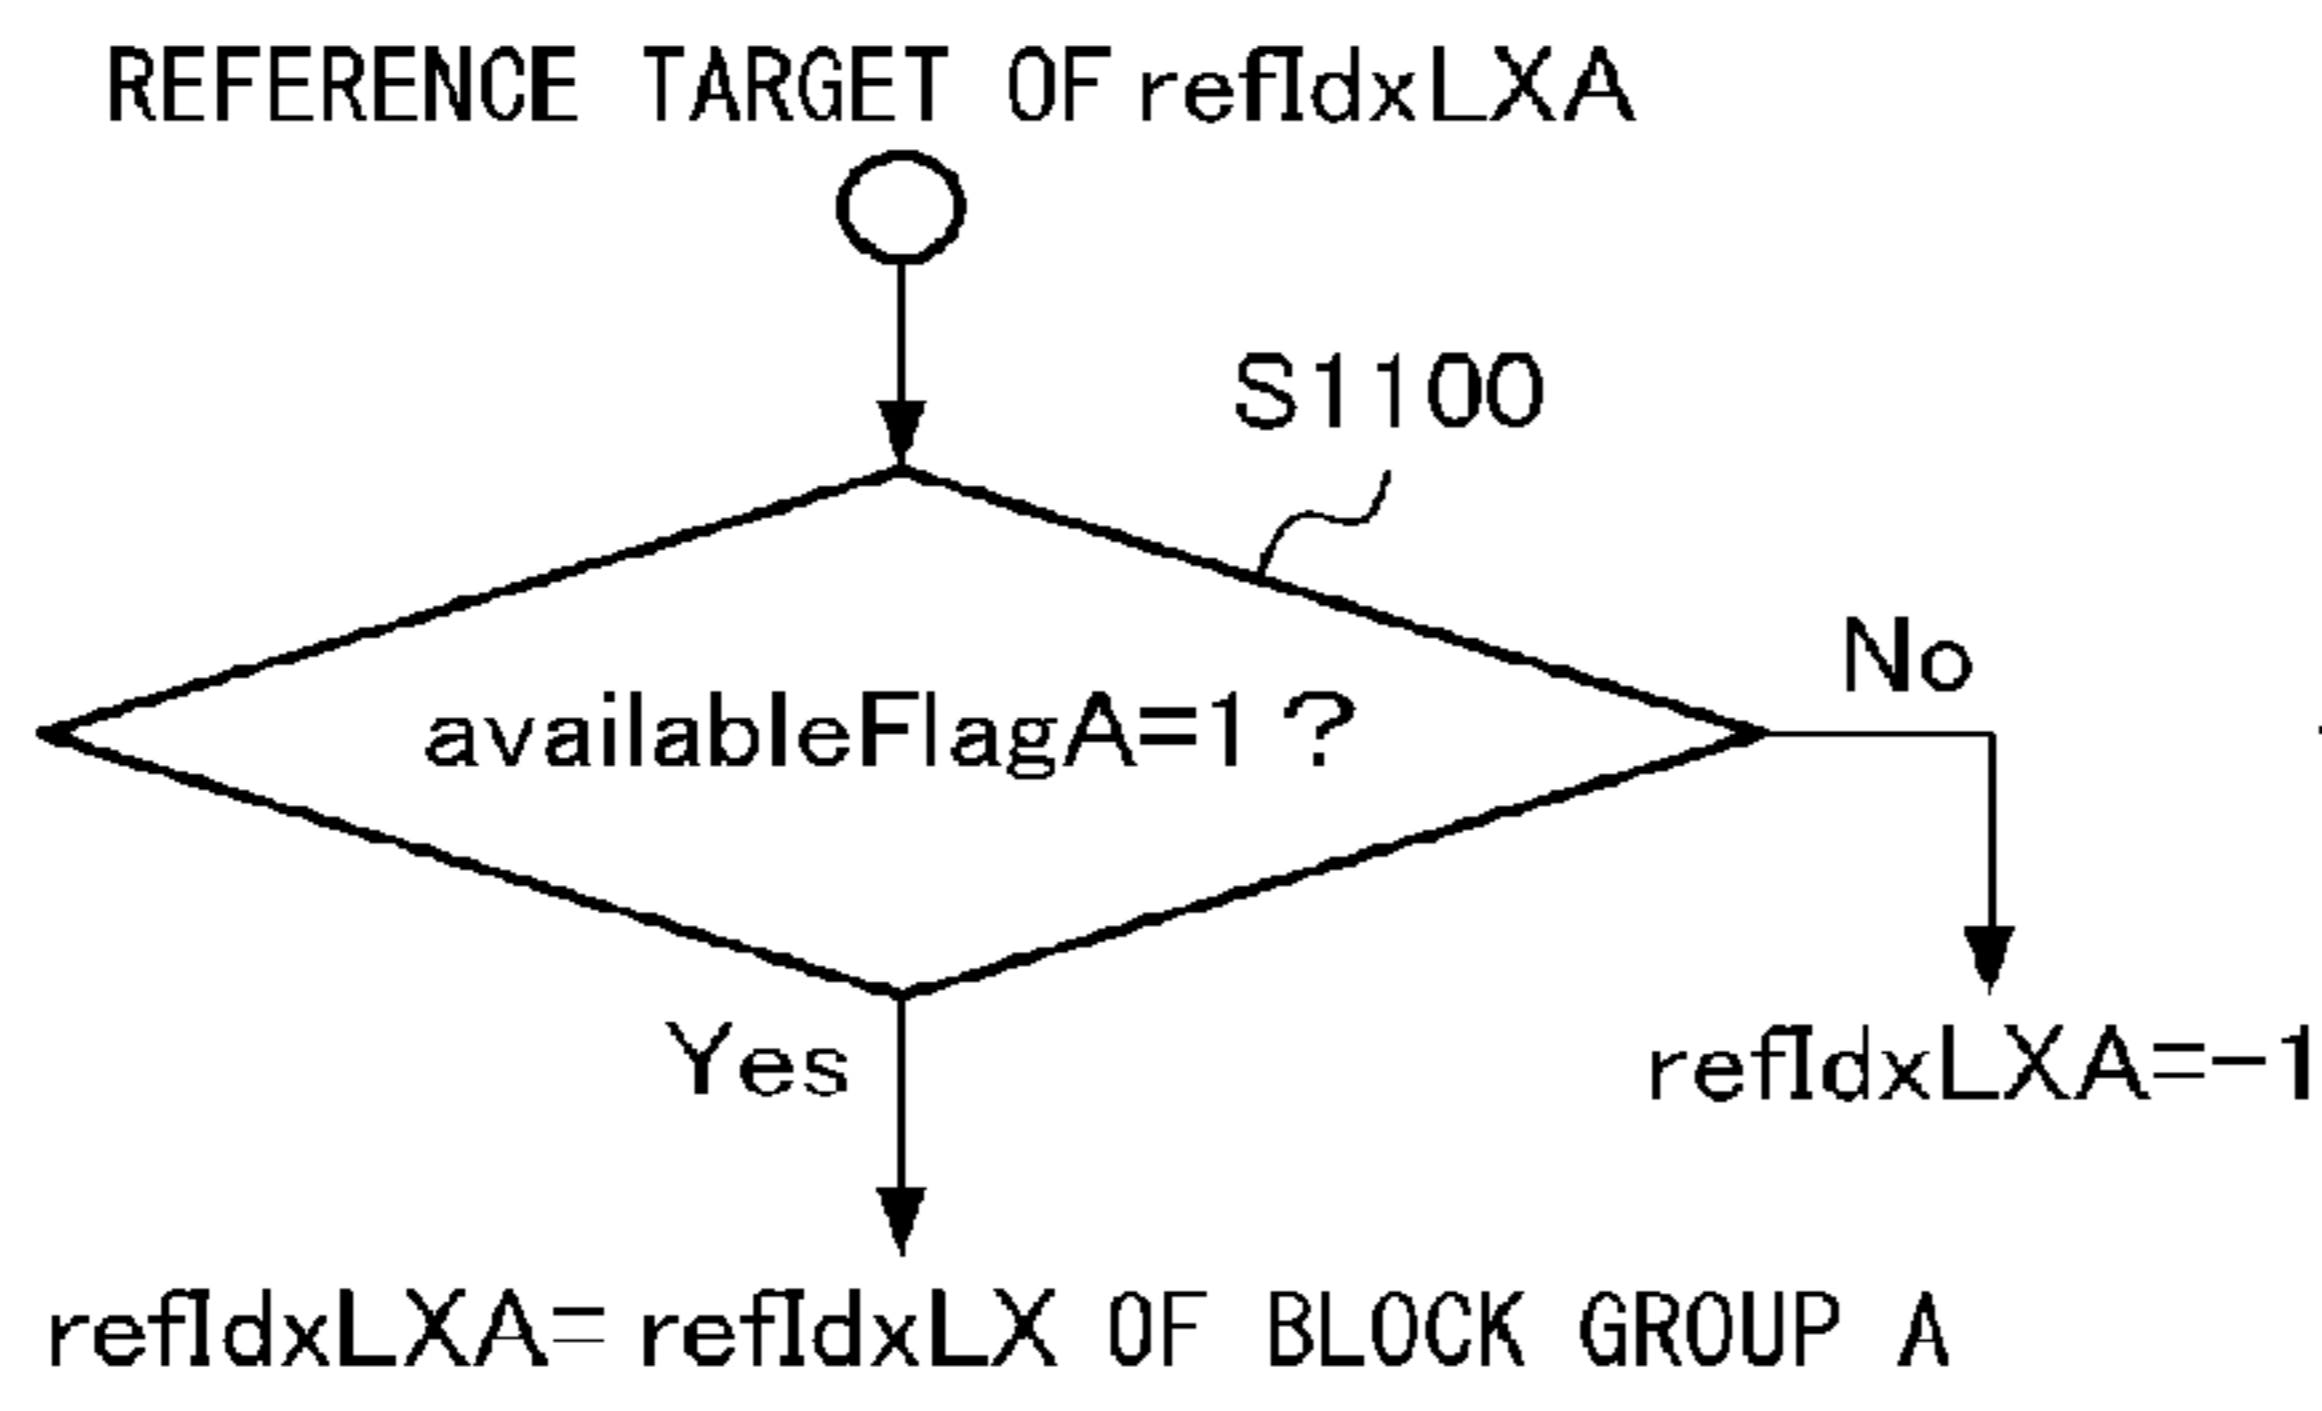 REFERENCE TARGET OF refIdxLXA
S1100
No
availableFlagA=1 ?
Yes
refIdxLXA=-1
refIdxLXA= refIdxLX OF BLOCK GROUP A